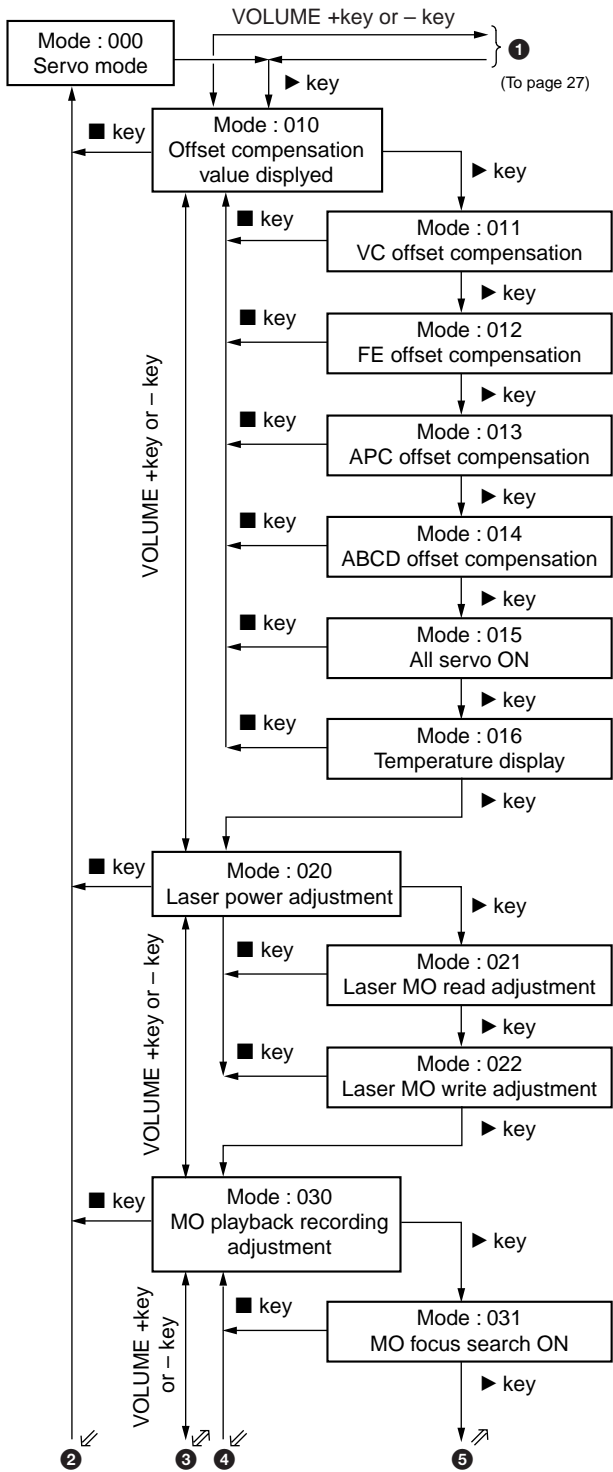 VOLUME +key or – key
Mode : 000
Servo mode
❶
(To page 27)
▶ key
Mode : 010
Offset compensation
value displyed
■ key
▶ key
Mode : 011
VC offset compensation
■ key
▶ key
Mode : 012
FE offset compensation
■ key
▶ key
Mode : 013
APC offset compensation
■ key
▶ key
Mode : 014
ABCD offset compensation
■ key
▶ key
Mode : 015
All servo ON
■ key
▶ key
Mode : 016
Temperature display
■ key
▶ key
VOLUME +key or – key
Mode : 020
Laser power adjustment
■ key
▶ key
Mode : 021
Laser MO read adjustment
■ key
▶ key
Mode : 022
Laser MO write adjustment
■ key
▶ key
VOLUME +key or – key
Mode : 030
MO playback recording
adjustment
■ key
▶ key
Mode : 031
MO focus search ON
■ key
▶ key
VOLUME +key
or – key
❷
❸
❹
❺